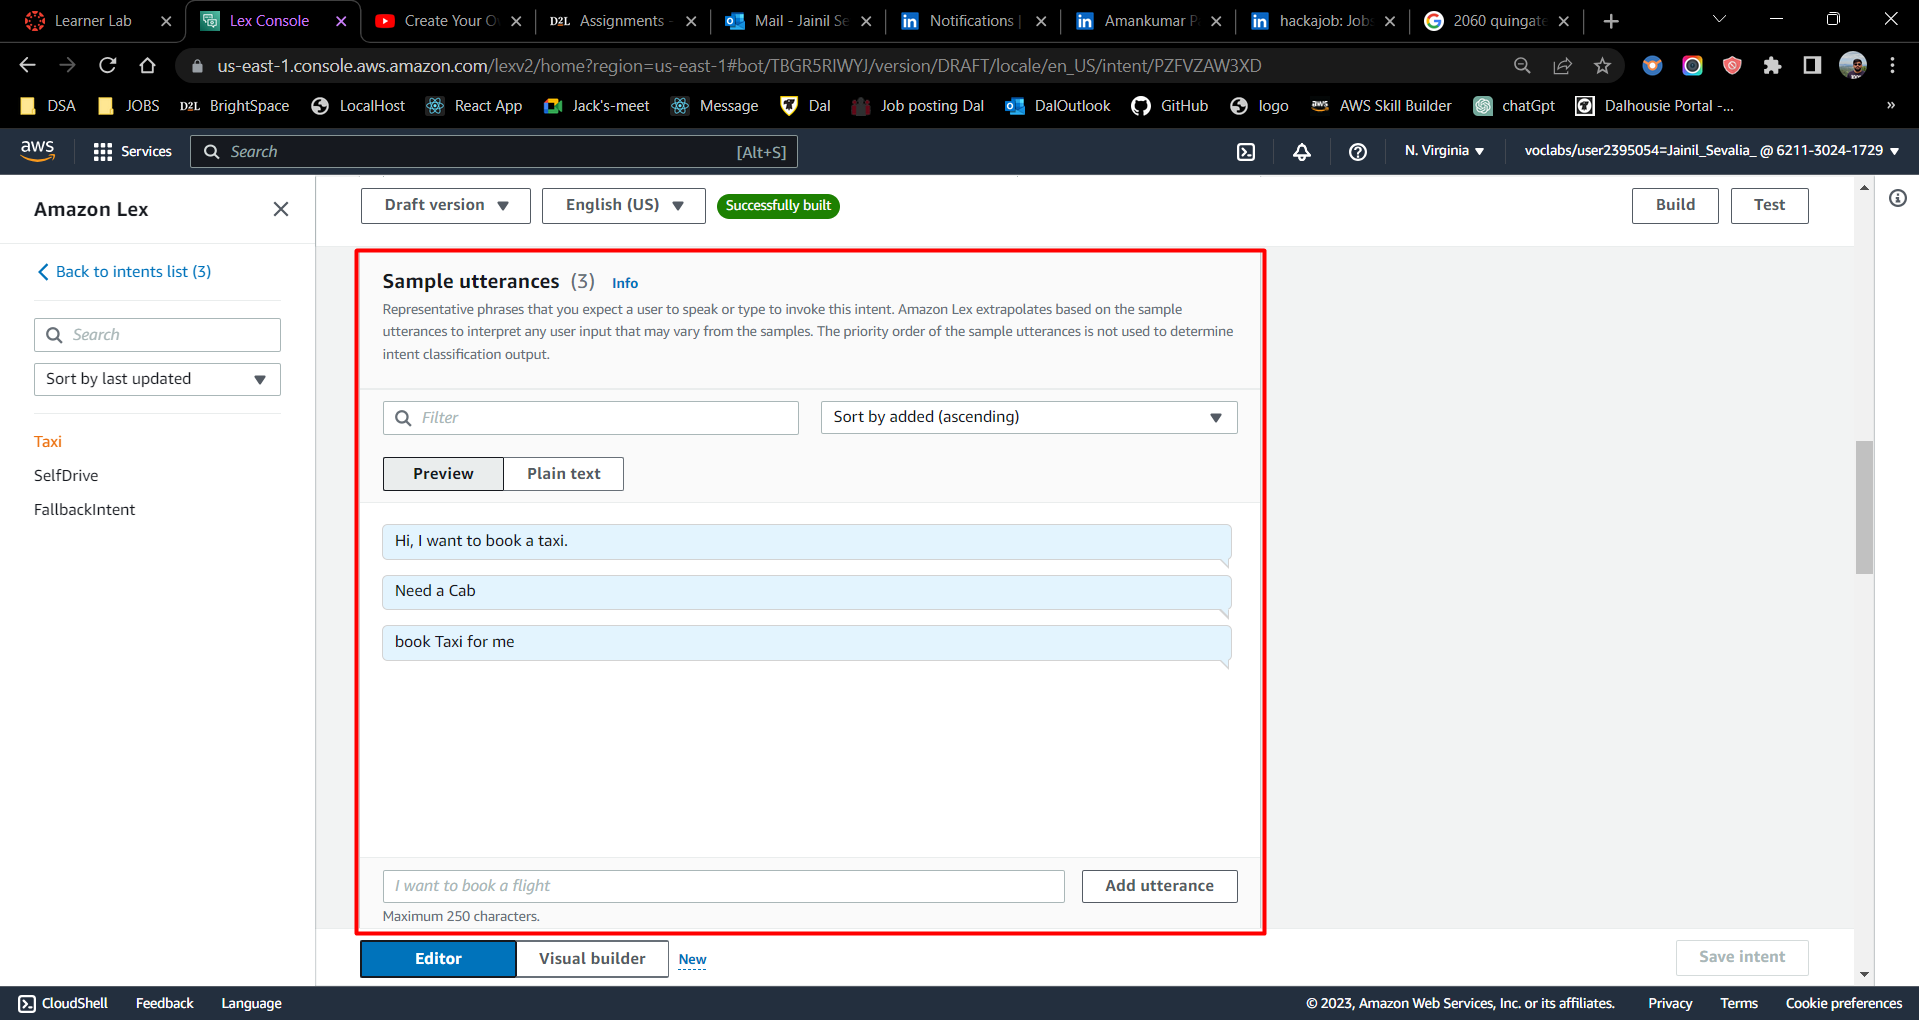 Learner Lab
Lex Console
Create Your O
D2L Assignments -
Mail - Jainil Se
Notifications |
Amankumar P
hackajob: Job
2060 quingate
us-east-1.console.aws.amazon.com/lexv2/home?region=us-east-1#bot/TBGR5RIWYJ/version/DRAFT/locale/en_US/intent/PZFVZAW3XD
DSA JOBS D2L BrightSpace LocalHost React App Jack's-meet Message Dal Job posting Dal DalOutlook GitHub logo aws AWS Skill Builder chatGpt Dalhousie Portal -... »
aws Services Search [Alt+S] N. Virginia voclabs/user2395054=Jainil_Sevalia_ @ 6211-3024-1729
Amazon Lex
Draft version English (US) Successfully built Build Test
Back to intents list (3)
Search
Sort by last updated
Taxi
SelfDrive
FallbackIntent
Sample utterances (3) Info
Representative phrases that you expect a user to speak or type to invoke this intent. Amazon Lex extrapolates based on the sample
utterances to interpret any user input that may vary from the samples. The priority order of the sample utterances is not used to determine
intent classification output.
Filter Sort by added (ascending)
Preview Plain text
Hi, I want to book a taxi.
Need a Cab
book Taxi for me
I want to book a flight Add utterance
Maximum 250 characters.
Editor Visual builder New Save intent
CloudShell Feedback Language © 2023, Amazon Web Services, Inc. or its affiliates. Privacy Terms Cookie preferences